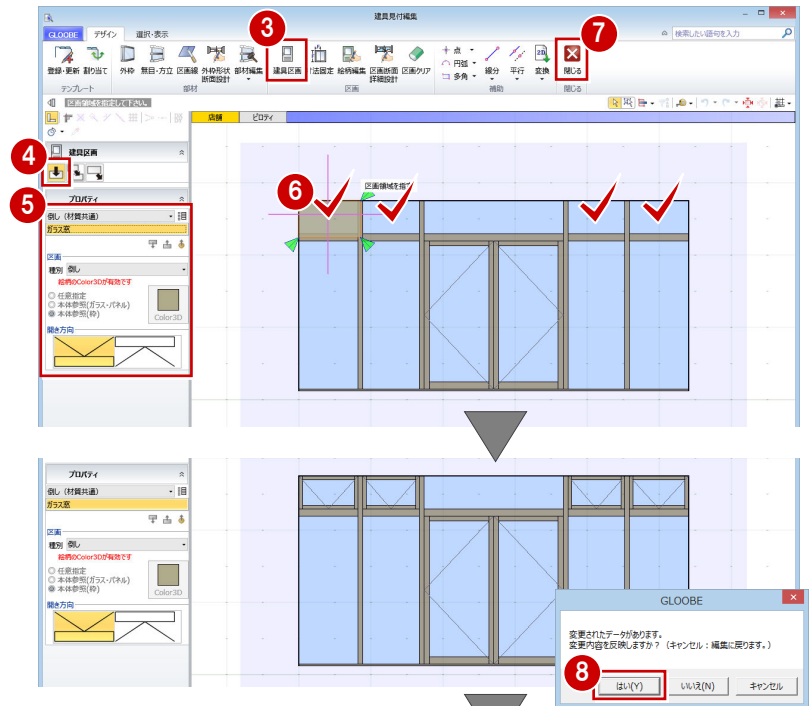 建具見付編集
GLOOBE デザイン 選択・表示
検索したい語句を入力
3
7
登録・更新 割り当て 外枠 無目・方立 区画線 外枠形状断面設計 部材編集 建具区画 寸法固定 絵柄編集 区画断面詳細設計 区画クリア 点 円弧 多角 線分 平行 変換 閉じる
テンプレート 部材 区画 補助 閉じる
区画領域を指定して下さい。
店舗 ピロティ
4
建具区画
5
プロパティ
倒し（材質共通）
ガラス窓
区画
種別 倒し
絵柄のColor3Dが有効です
任意指定
本体参照(ガラス・パネル)
本体参照(枠)
Color3D
開き方向
6
区画領域を指
プロパティ
倒し（材質共通）
ガラス窓
区画
種別 倒し
絵柄のColor3Dが有効です
任意指定
本体参照(ガラス・パネル)
本体参照(枠)
Color3D
開き方向
GLOOBE
変更されたデータがあります。
変更内容を反映しますか？（キャンセル：編集に戻ります。）
8
はい(Y) いいえ(N) キャンセル